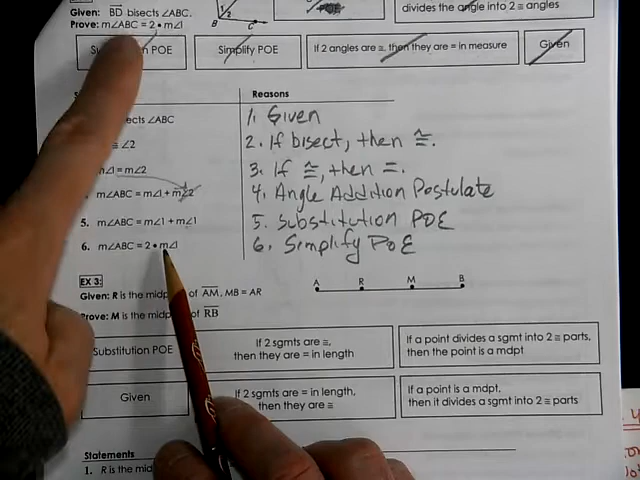 Given: BD bisects ∠ABC.
Prove: m∠ABC = 2 • m∠1
1 2
B C
divides the angle into 2 ≅ angles
POE
Simplify POE
If 2 angles are ≅, then they are = in measure
Given
Reasons
∠ABC 1. Given
≅ ∠2 2. If bisect, then ≅.
∠1 = m∠2 3. If ≅, then =.
m∠ABC = m∠1 + m∠2 4. Angle Addition Postulate
5. m∠ABC = m∠1 + m∠1 5. Substitution POE
6. m∠ABC = 2 • m∠1 6. Simplify POE
EX 3:
Given: R is the of AM, MB = AR
A R M B
Prove: M is the of RB
Substitution POE
If 2 sgmts are ≅, then they are = in length
If a point divides a sgmt into 2 ≅ parts, then the point is a mdpt
Given
If 2 sgmts are = in length, then they are ≅
If a point is a mdpt, then it divides a sgmt into 2 ≅ parts
Statements
1. R is the